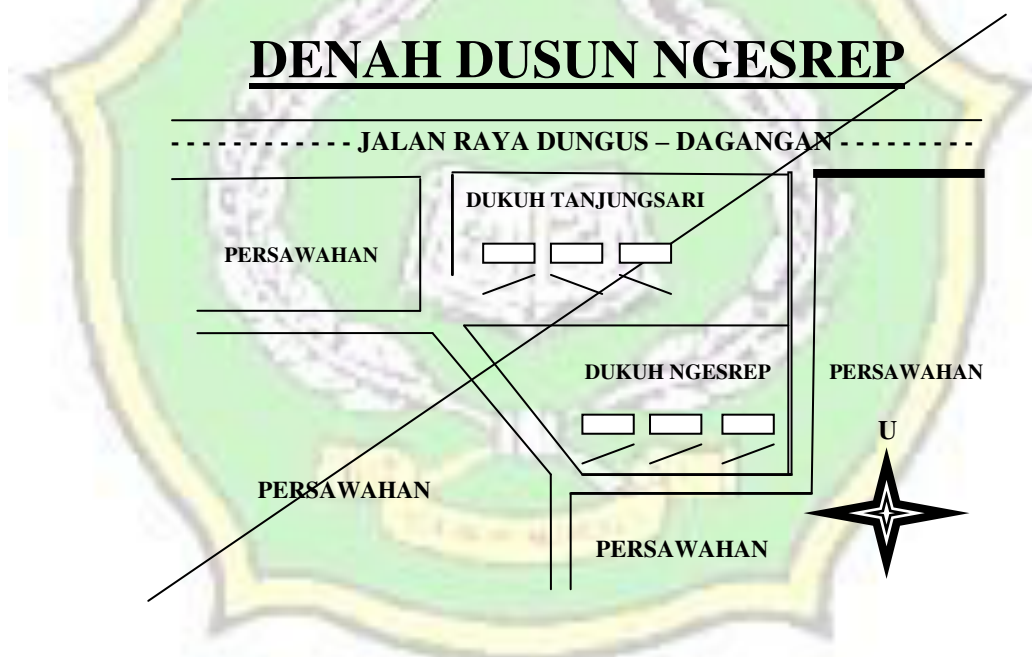 DENAH DUSUN NGESREP
JALAN RAYA DUNGUS – DAGANGAN
DUKUH TANJUNGSARI
PERSAWAHAN
DUKUH NGESREP
PERSAWAHAN
U
PERSAWAHAN
PERSAWAHAN